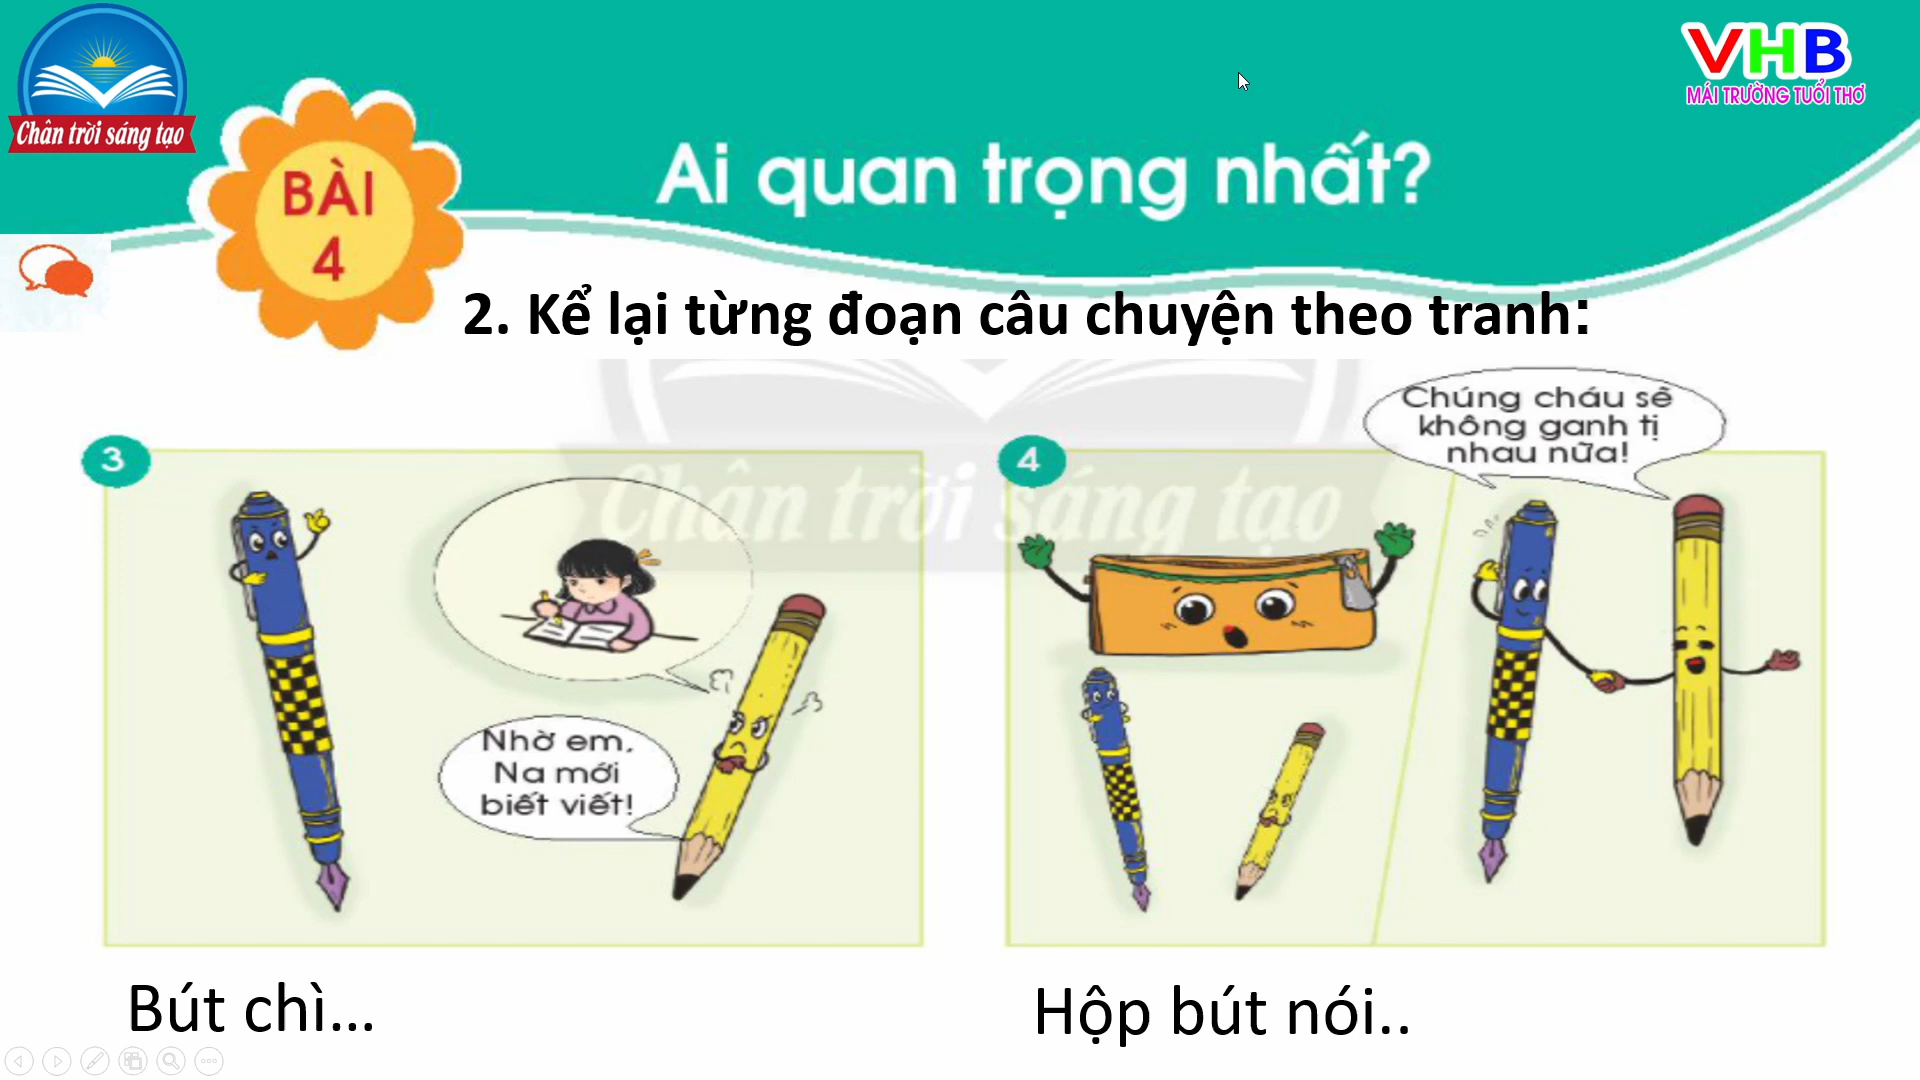 Chân trời sáng tạo
VHB
MÁI TRƯỜNG TUỔI THƠ
BÀI
4
Ai quan trọng nhất?
2. Kể lại từng đoạn câu chuyện theo tranh:
Chân trời sáng tạo
3
Nhờ em,
Na mới
biết viết!
4
Chúng cháu sẽ
không ganh tị
nhau nữa!
Bút chì...
Hộp bút nói..